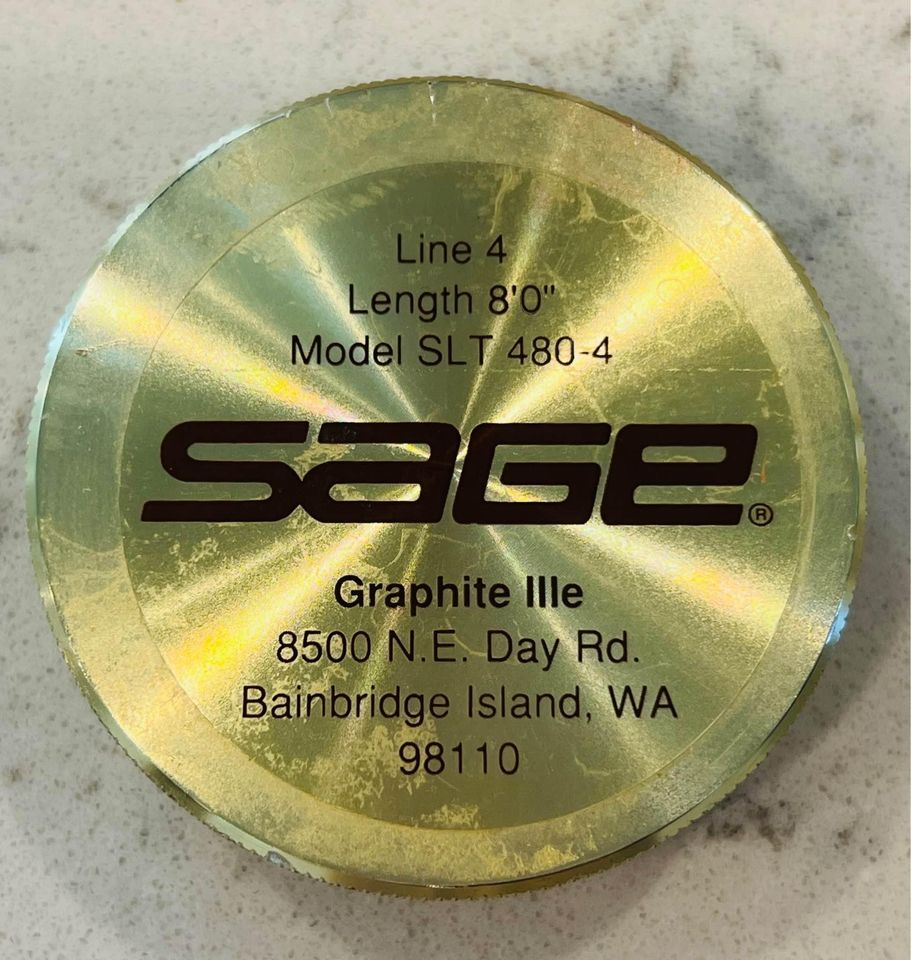 Line 4
Length 8'0"
Model SLT 480-4
SAGE®
Graphite IIIe
8500 N.E. Day Rd.
Bainbridge Island, WA
98110